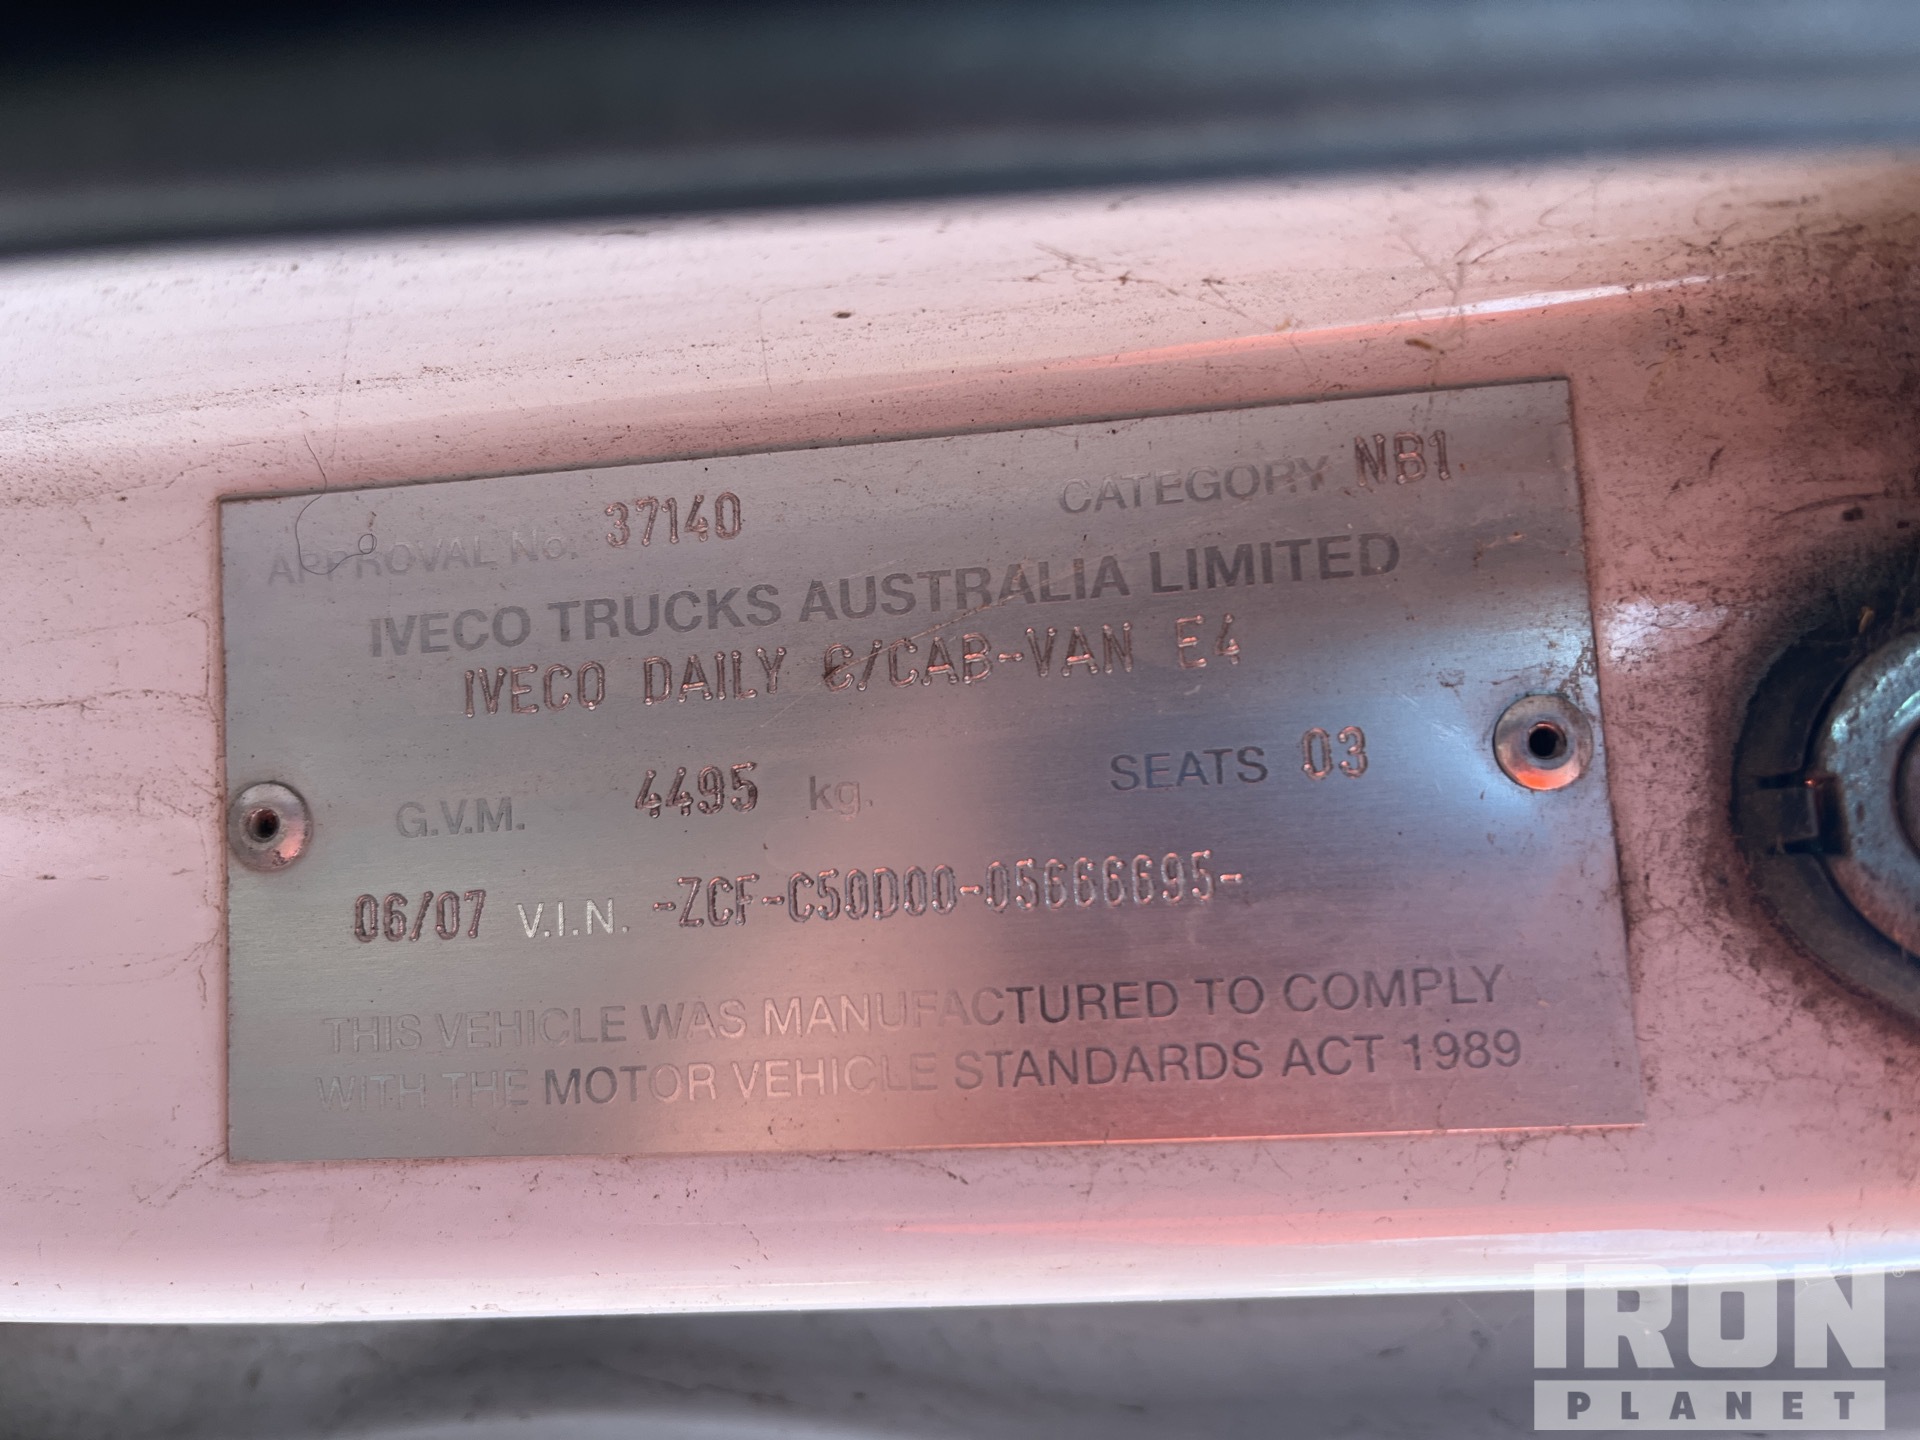 APPROVAL No. 37140 CATEGORY NB1
IVECO TRUCKS AUSTRALIA LIMITED
IVECO DAILY C/CAB-VAN E4
G.V.M. 4495 kg. SEATS 03
06/07 V.I.N. -ZCF-C50D00-05666695-
THIS VEHICLE WAS MANUFACTURED TO COMPLY
WITH THE MOTOR VEHICLE STANDARDS ACT 1989
IRON
PLANET